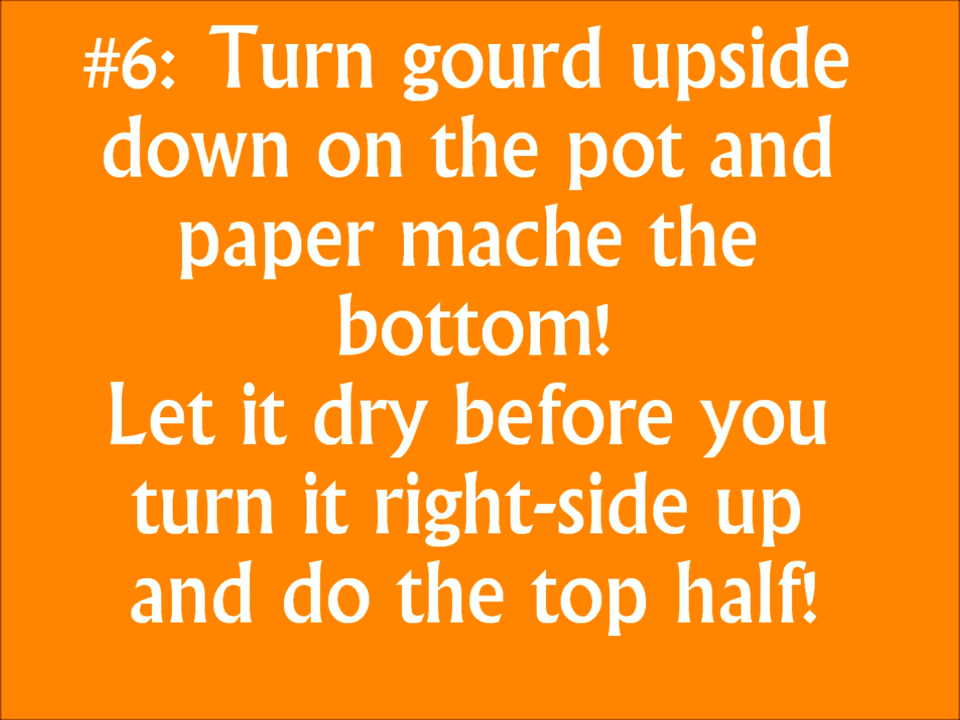 #6: Turn gourd upside
down on the pot and
paper mache the
bottom!
Let it dry before you
turn it right-side up
and do the top half!